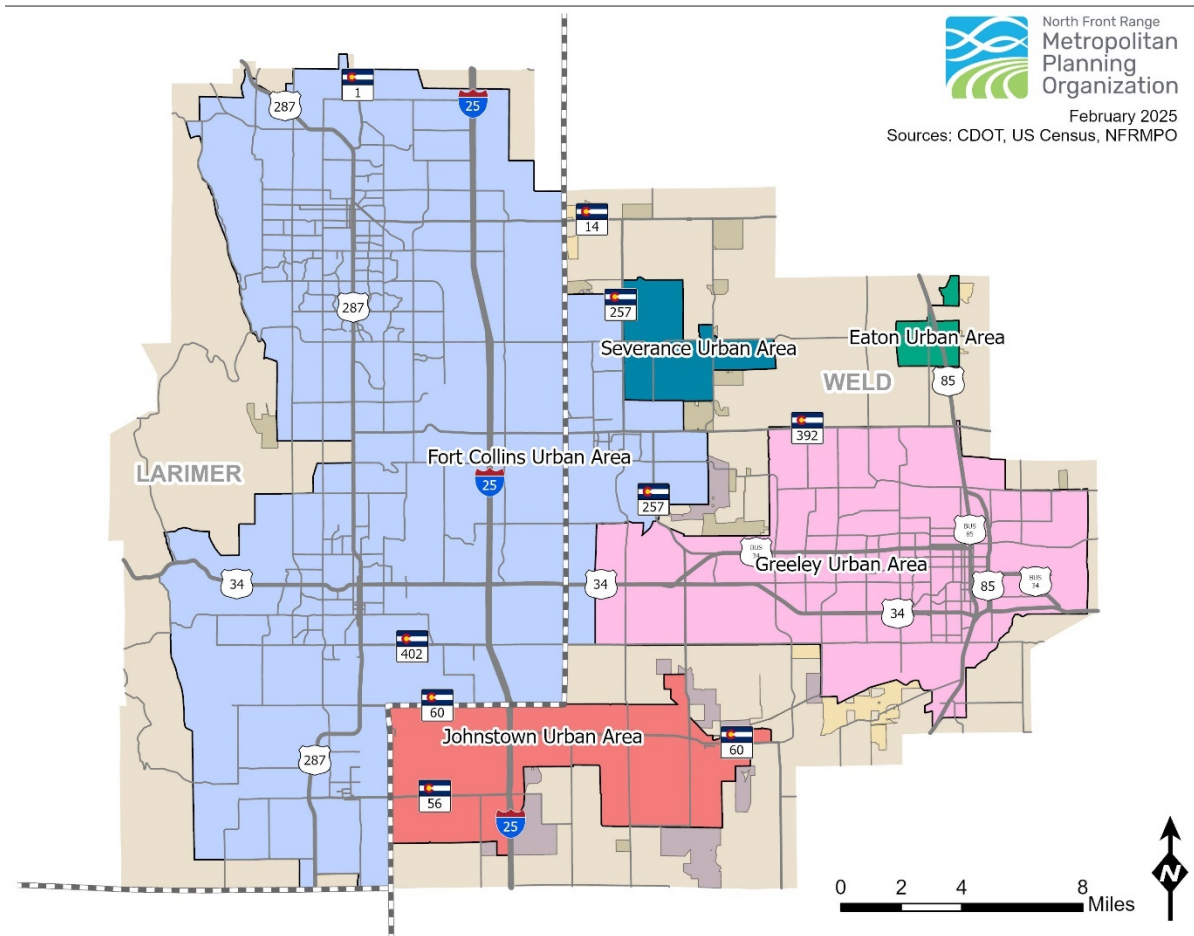 North Front Range
Metropolitan
Planning
Organization
February 2025
Sources: CDOT, US Census, NFRMPO
1
287
25
14
257
287
Severance Urban Area
Eaton Urban Area
WELD
85
392
Fort Collins Urban Area
LARIMER
25
257
BUS
85
BUS
34
Greeley Urban Area
34
34
85
BUS
34
34
402
60
Johnstown Urban Area
60
287
56
25
N
0 2 4 8
Miles